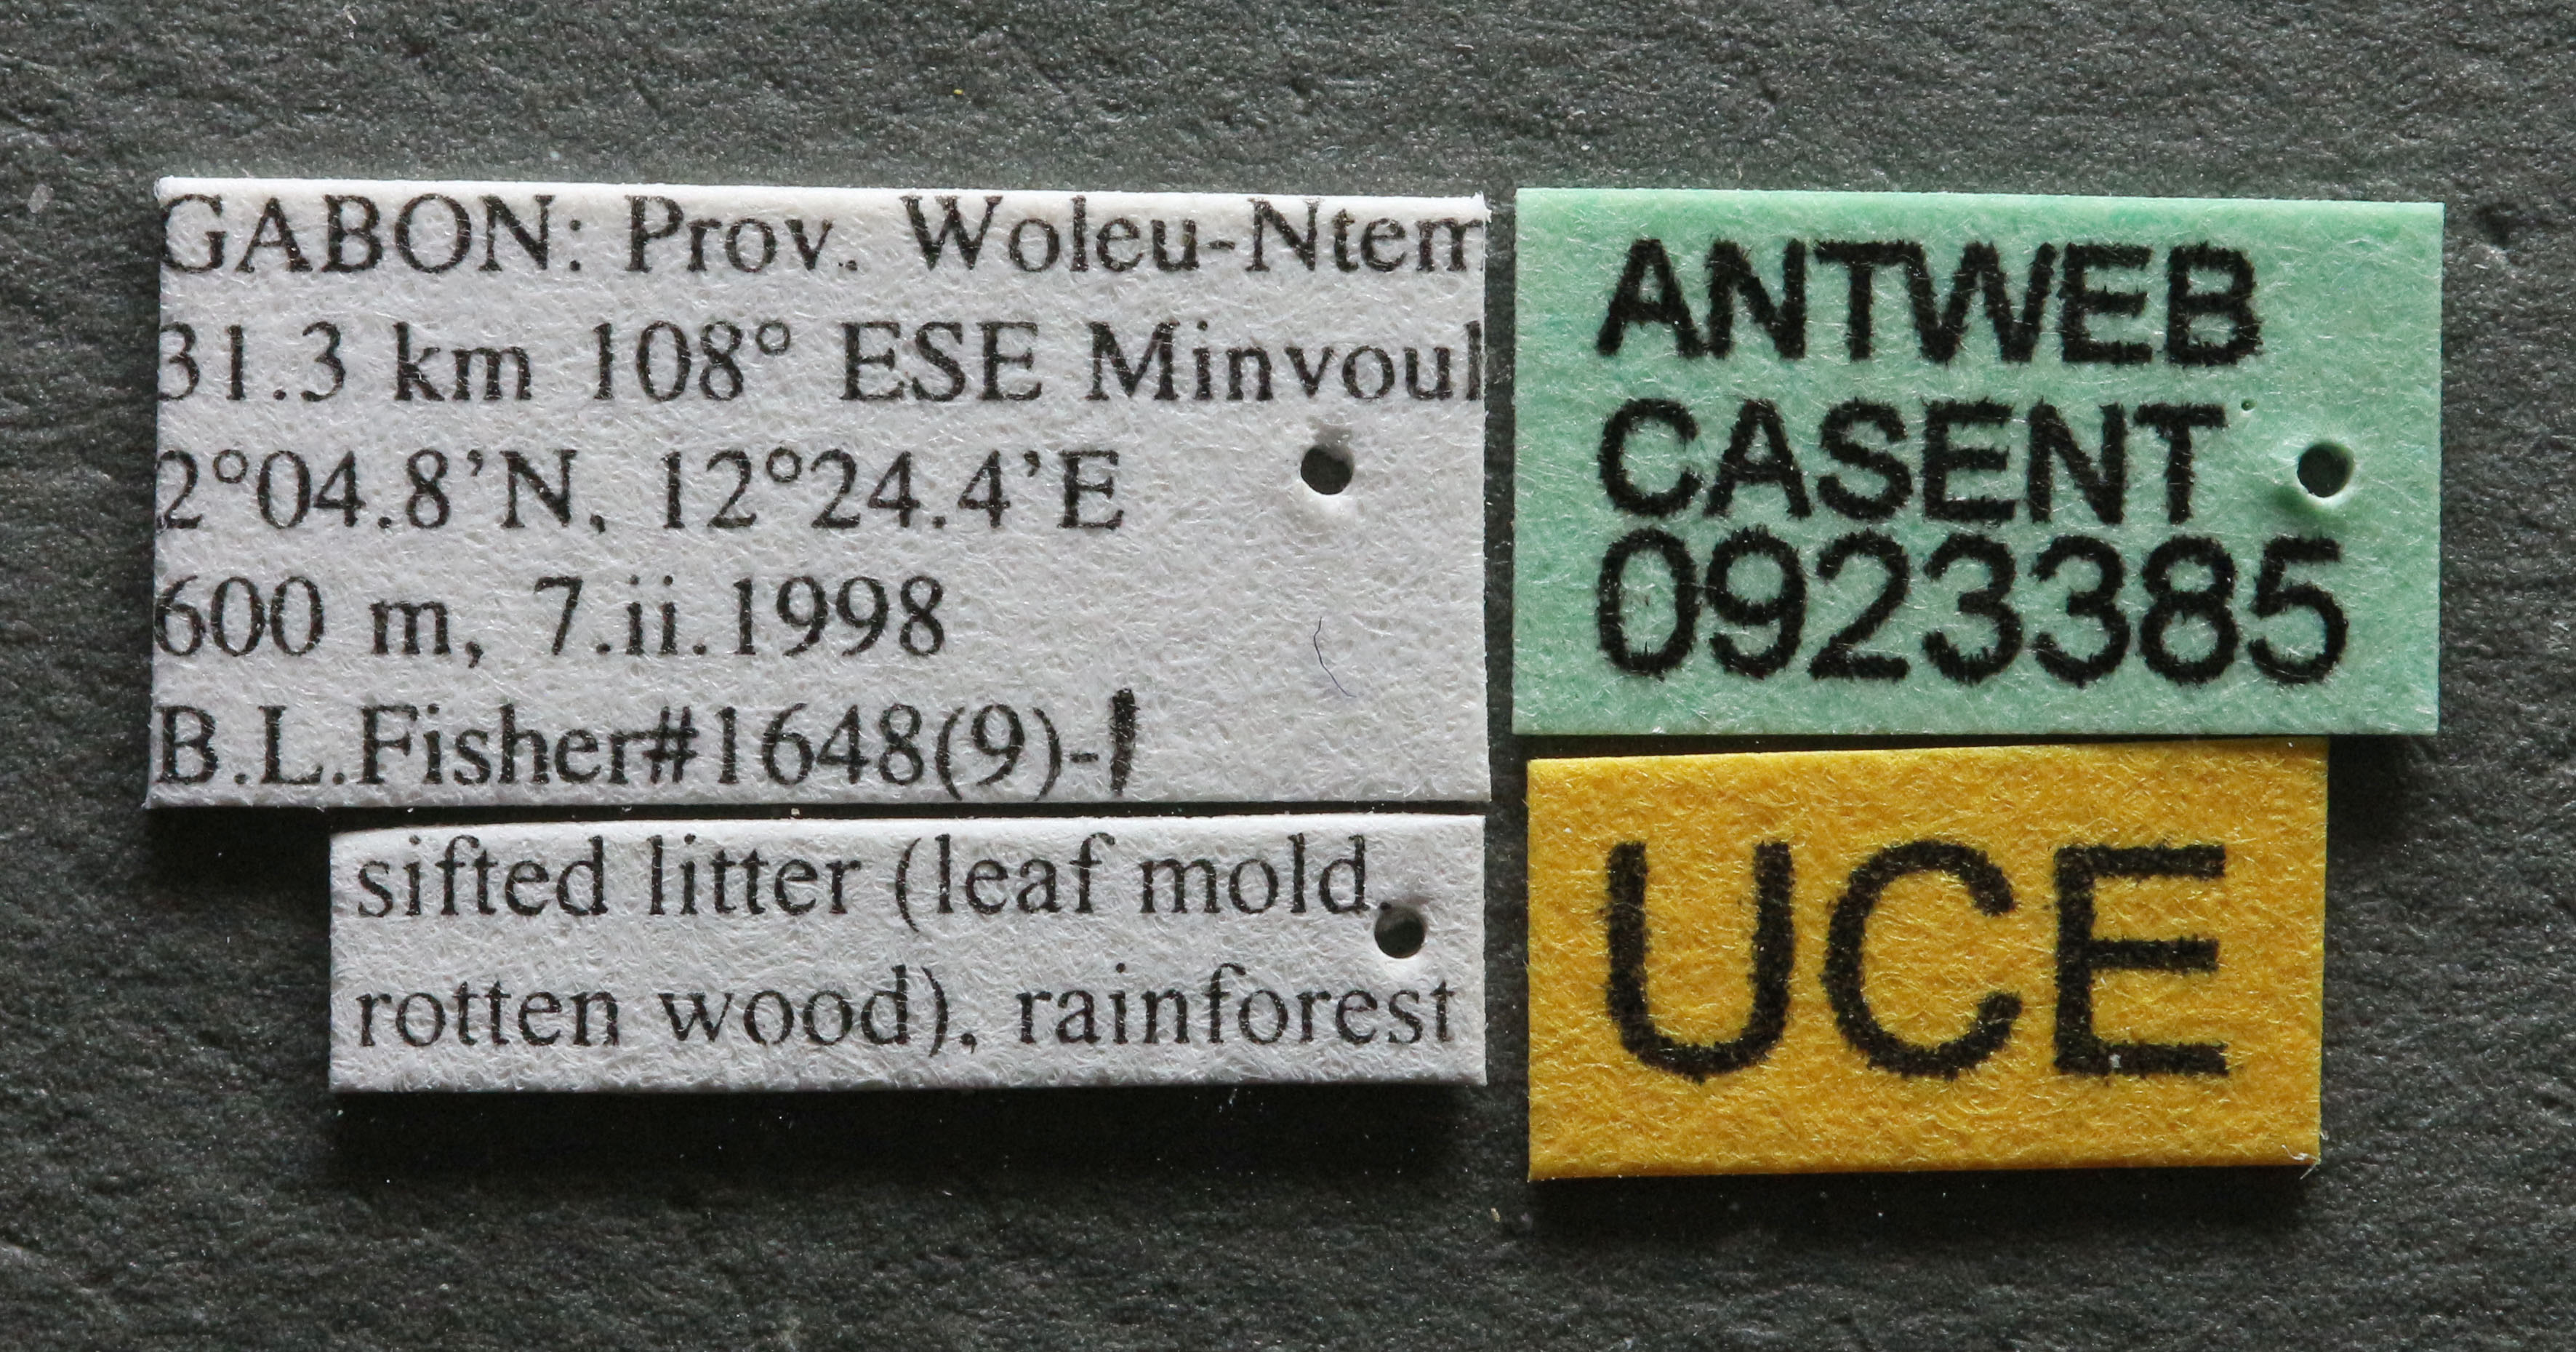 GABON: Prov. Woleu-Ntem
31.3 km 108° ESE Minvoul
2°04.8'N, 12°24.4'E
600 m, 7.ii.1998
B.L.Fisher#1648(9)-1
sifted litter (leaf mold,
rotten wood), rainforest
ANTWEB
CASENT
0923385
UCE